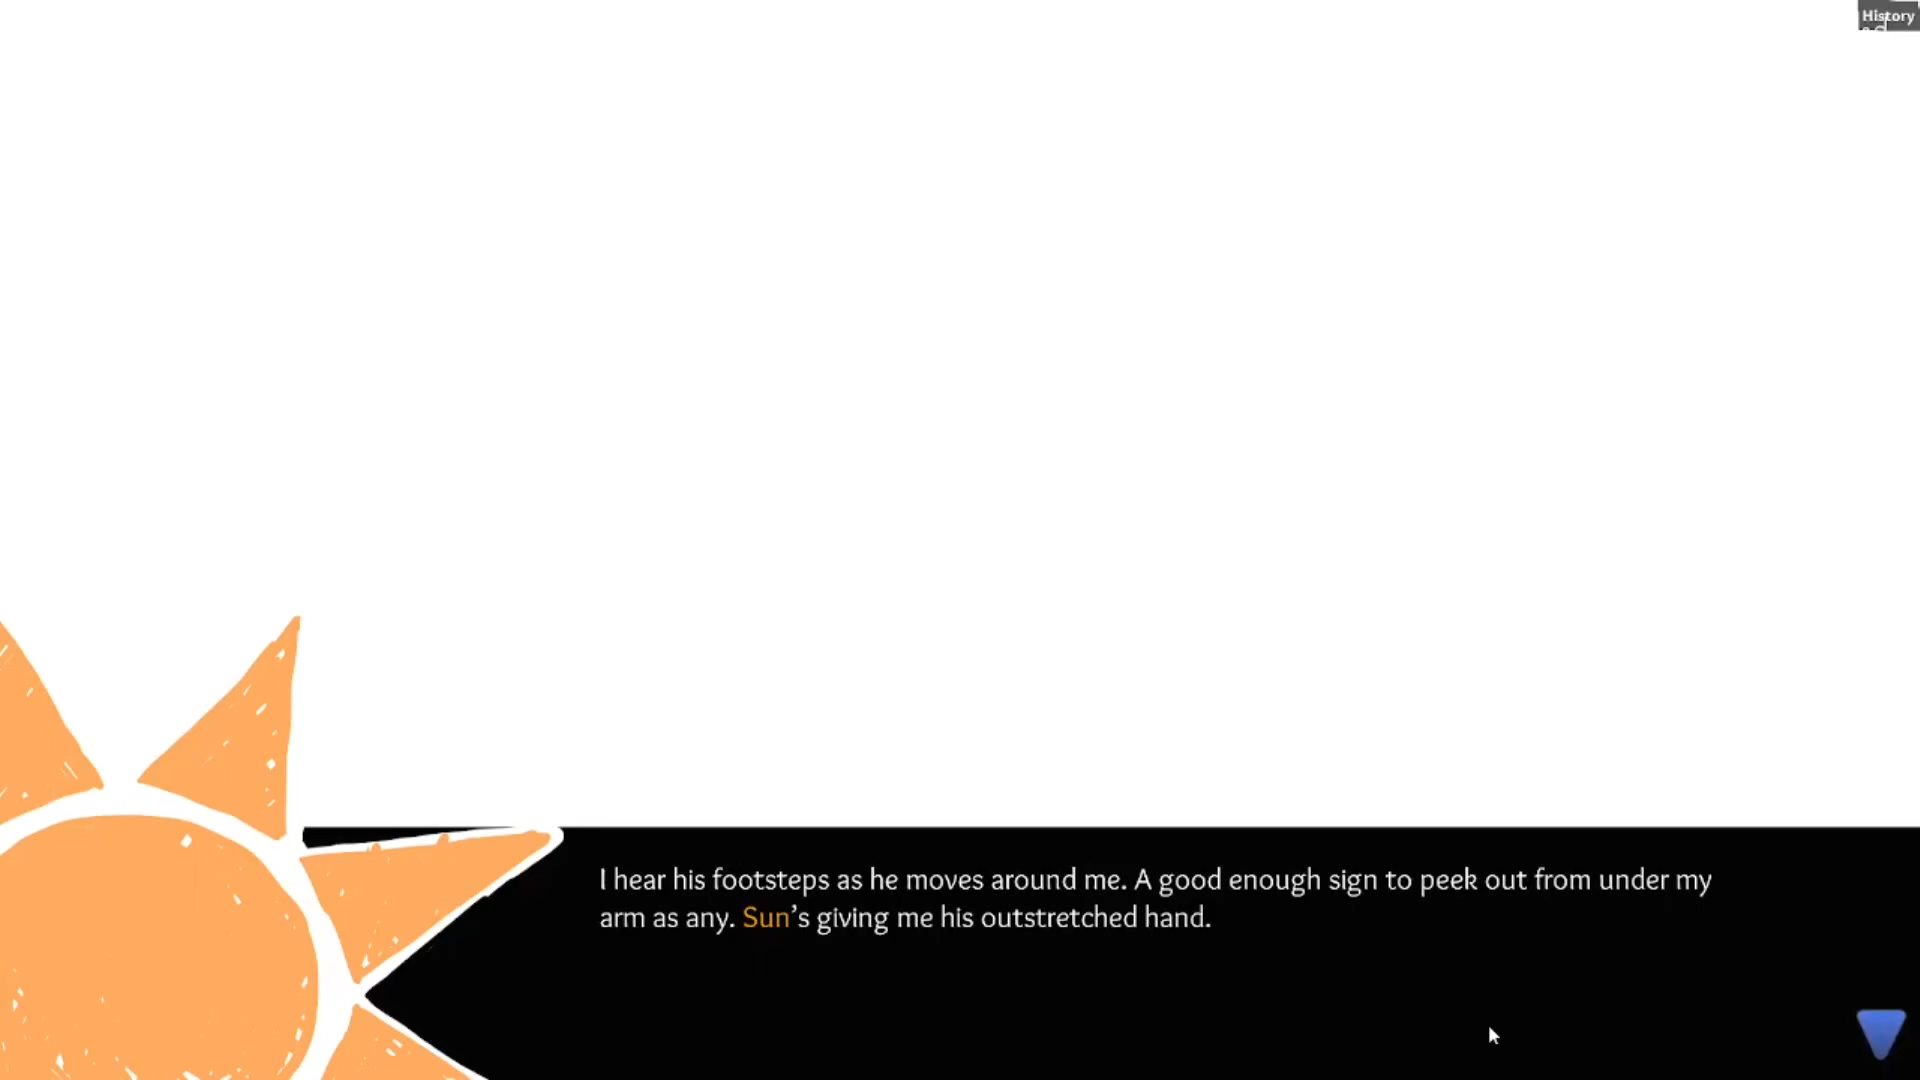 History
I hear his footsteps as he moves around me. A good enough sign to peek out from under my
arm as any. Sun’s giving me his outstretched hand.